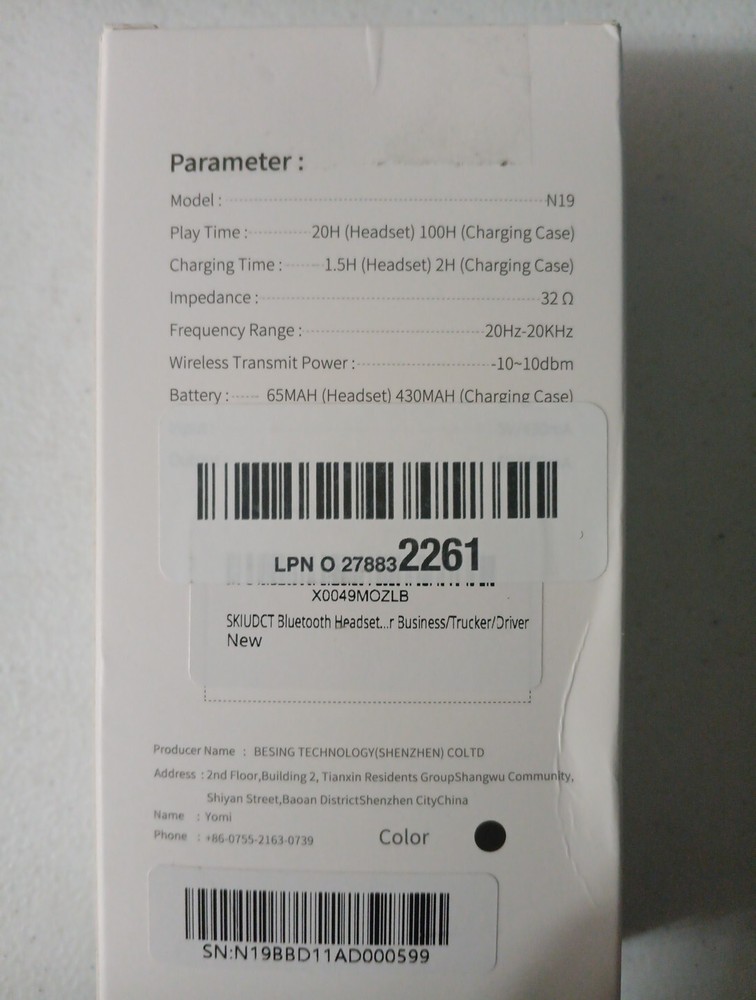 Parameter :
Model : N19
Play Time : 20H (Headset) 100H (Charging Case)
Charging Time : 1.5H (Headset) 2H (Charging Case)
Impedance : 32 Ω
Frequency Range : 20Hz-20KHz
Wireless Transmit Power : -10~10dbm
Battery : 65MAH (Headset) 430MAH (Charging Case)
LPN O 278832261
X0049MOZLB
SKIUDCT Bluetooth Headset...r Business/Trucker/Driver
New
Producer Name : BESING TECHNOLOGY(SHENZHEN) COLTD
Address : 2nd Floor,Building 2, Tianxin Residents GroupShangwu Community,
Shiyan Street,Baoan DistrictShenzhen CityChina
Name : Yomi
Phone : +86-0755-2163-0739
Color
SN:N19BBD11AD000599